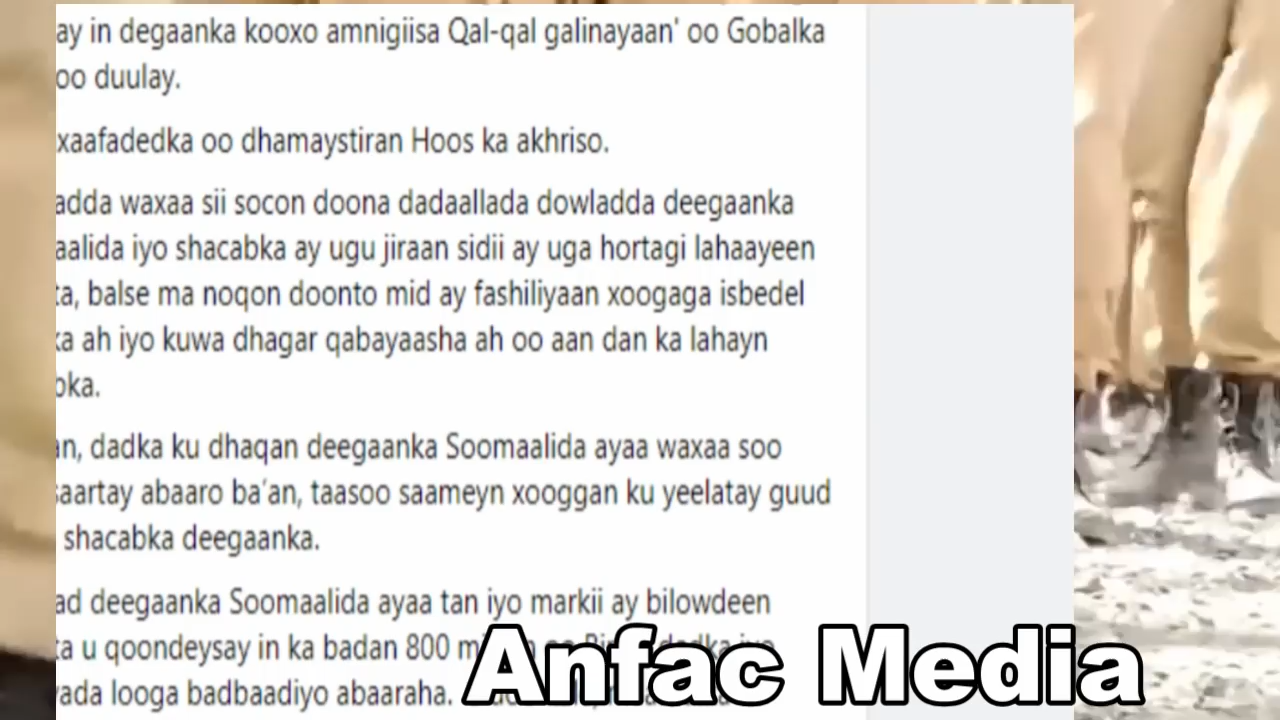 ay in degaanka kooxo amnigiisa Qal-qal galinayaan' oo Gobalka
oo duulay.
xaafadedka oo dhamaystiran Hoos ka akhriso.
adda waxaa sii socon doona dadaallada dowladda deegaanka
aalida iyo shacabka ay ugu jiraan sidii ay uga hortagi lahaayeen
ta, balse ma noqon doonto mid ay fashiliyaan xoogaga isbedel
ka ah iyo kuwa dhagar qabayaasha ah oo aan dan ka lahayn
bka.
an, dadka ku dhaqan deegaanka Soomaalida ayaa waxaa soo
saartay abaaro ba'an, taasoo saameyn xooggan ku yeelatay guud
shacabka deegaanka.
ad deegaanka Soomaalida ayaa tan iyo markii ay bilowdeen
ta u qoondeysay in ka badan 800
looga badbaadiyo abaaraha.
Anfac Media